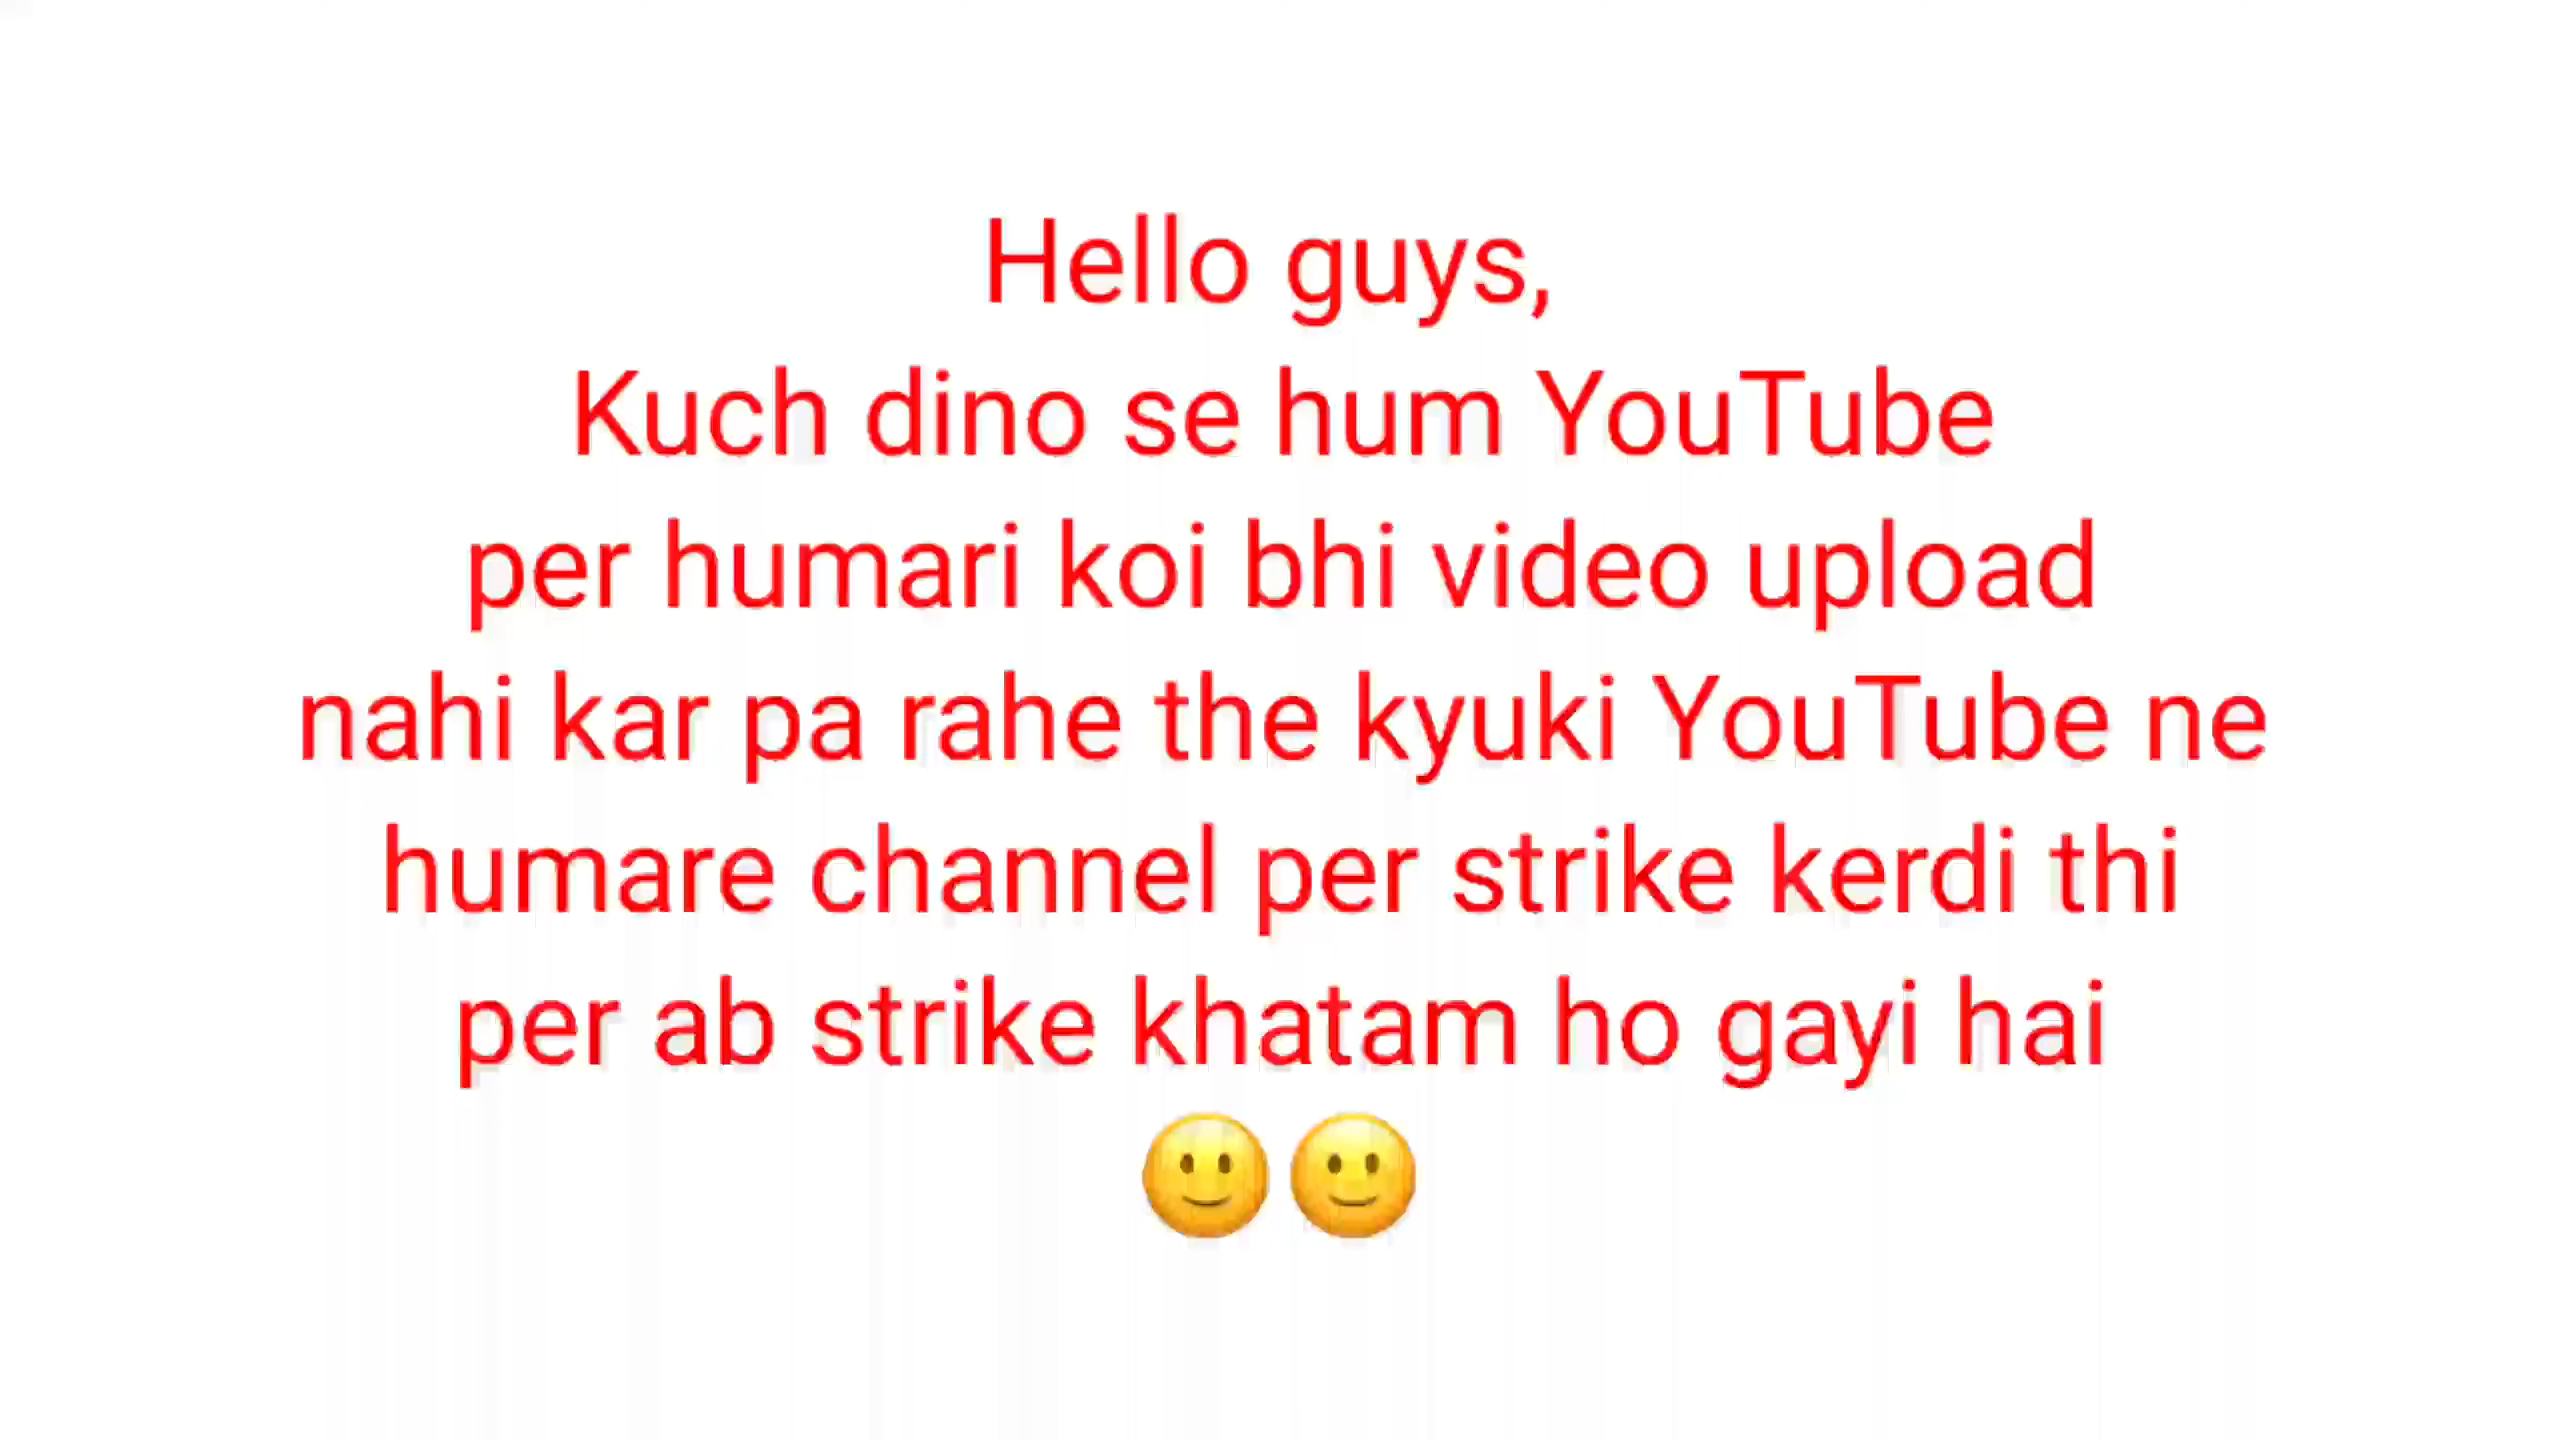 Hello guys,
Kuch dino se hum YouTube
per humari koi bhi video upload
nahi kar pa rahe the kyuki YouTube ne
humare channel per strike kerdi thi
per ab strike khatam ho gayi hai
🙂🙂